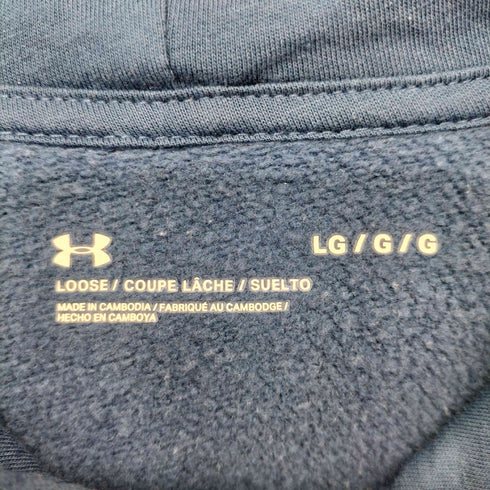 LG / G / G
LOOSE / COUPE LÂCHE / SUELTO
MADE IN CAMBODIA / FABRIQUÉ AU CAMBODGE /
HECHO EN CAMBOYA